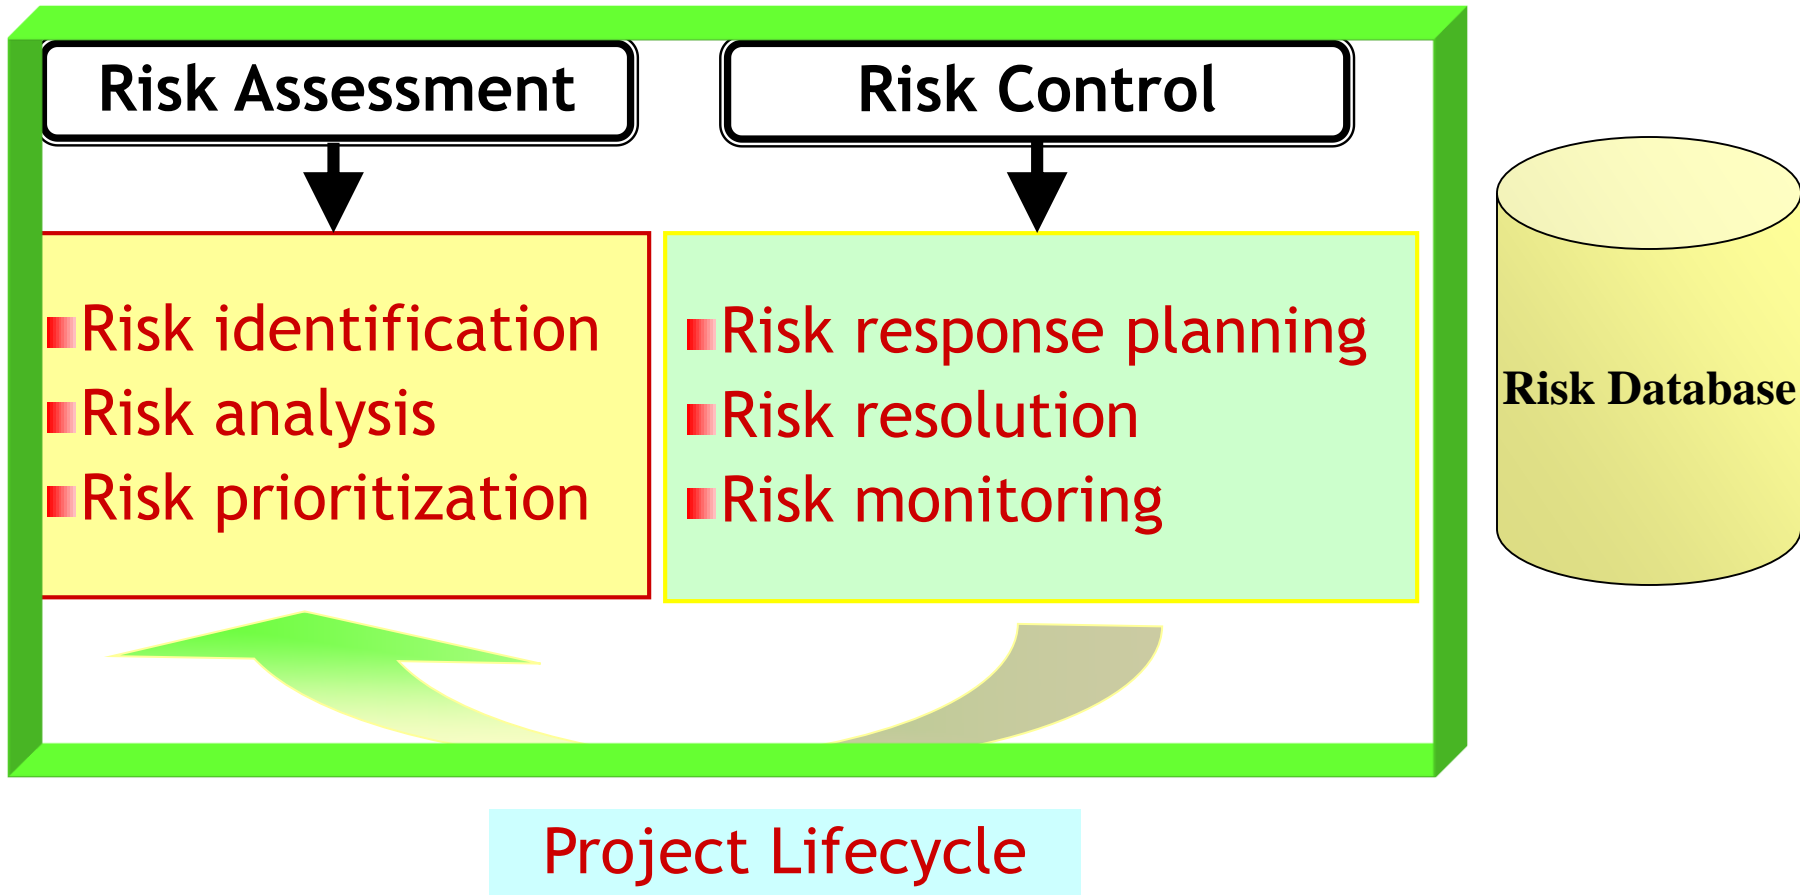 Risk Assessment
Risk Control
Risk identification
Risk analysis
Risk prioritization
Risk response planning
Risk resolution
Risk monitoring
Risk Database
Project Lifecycle